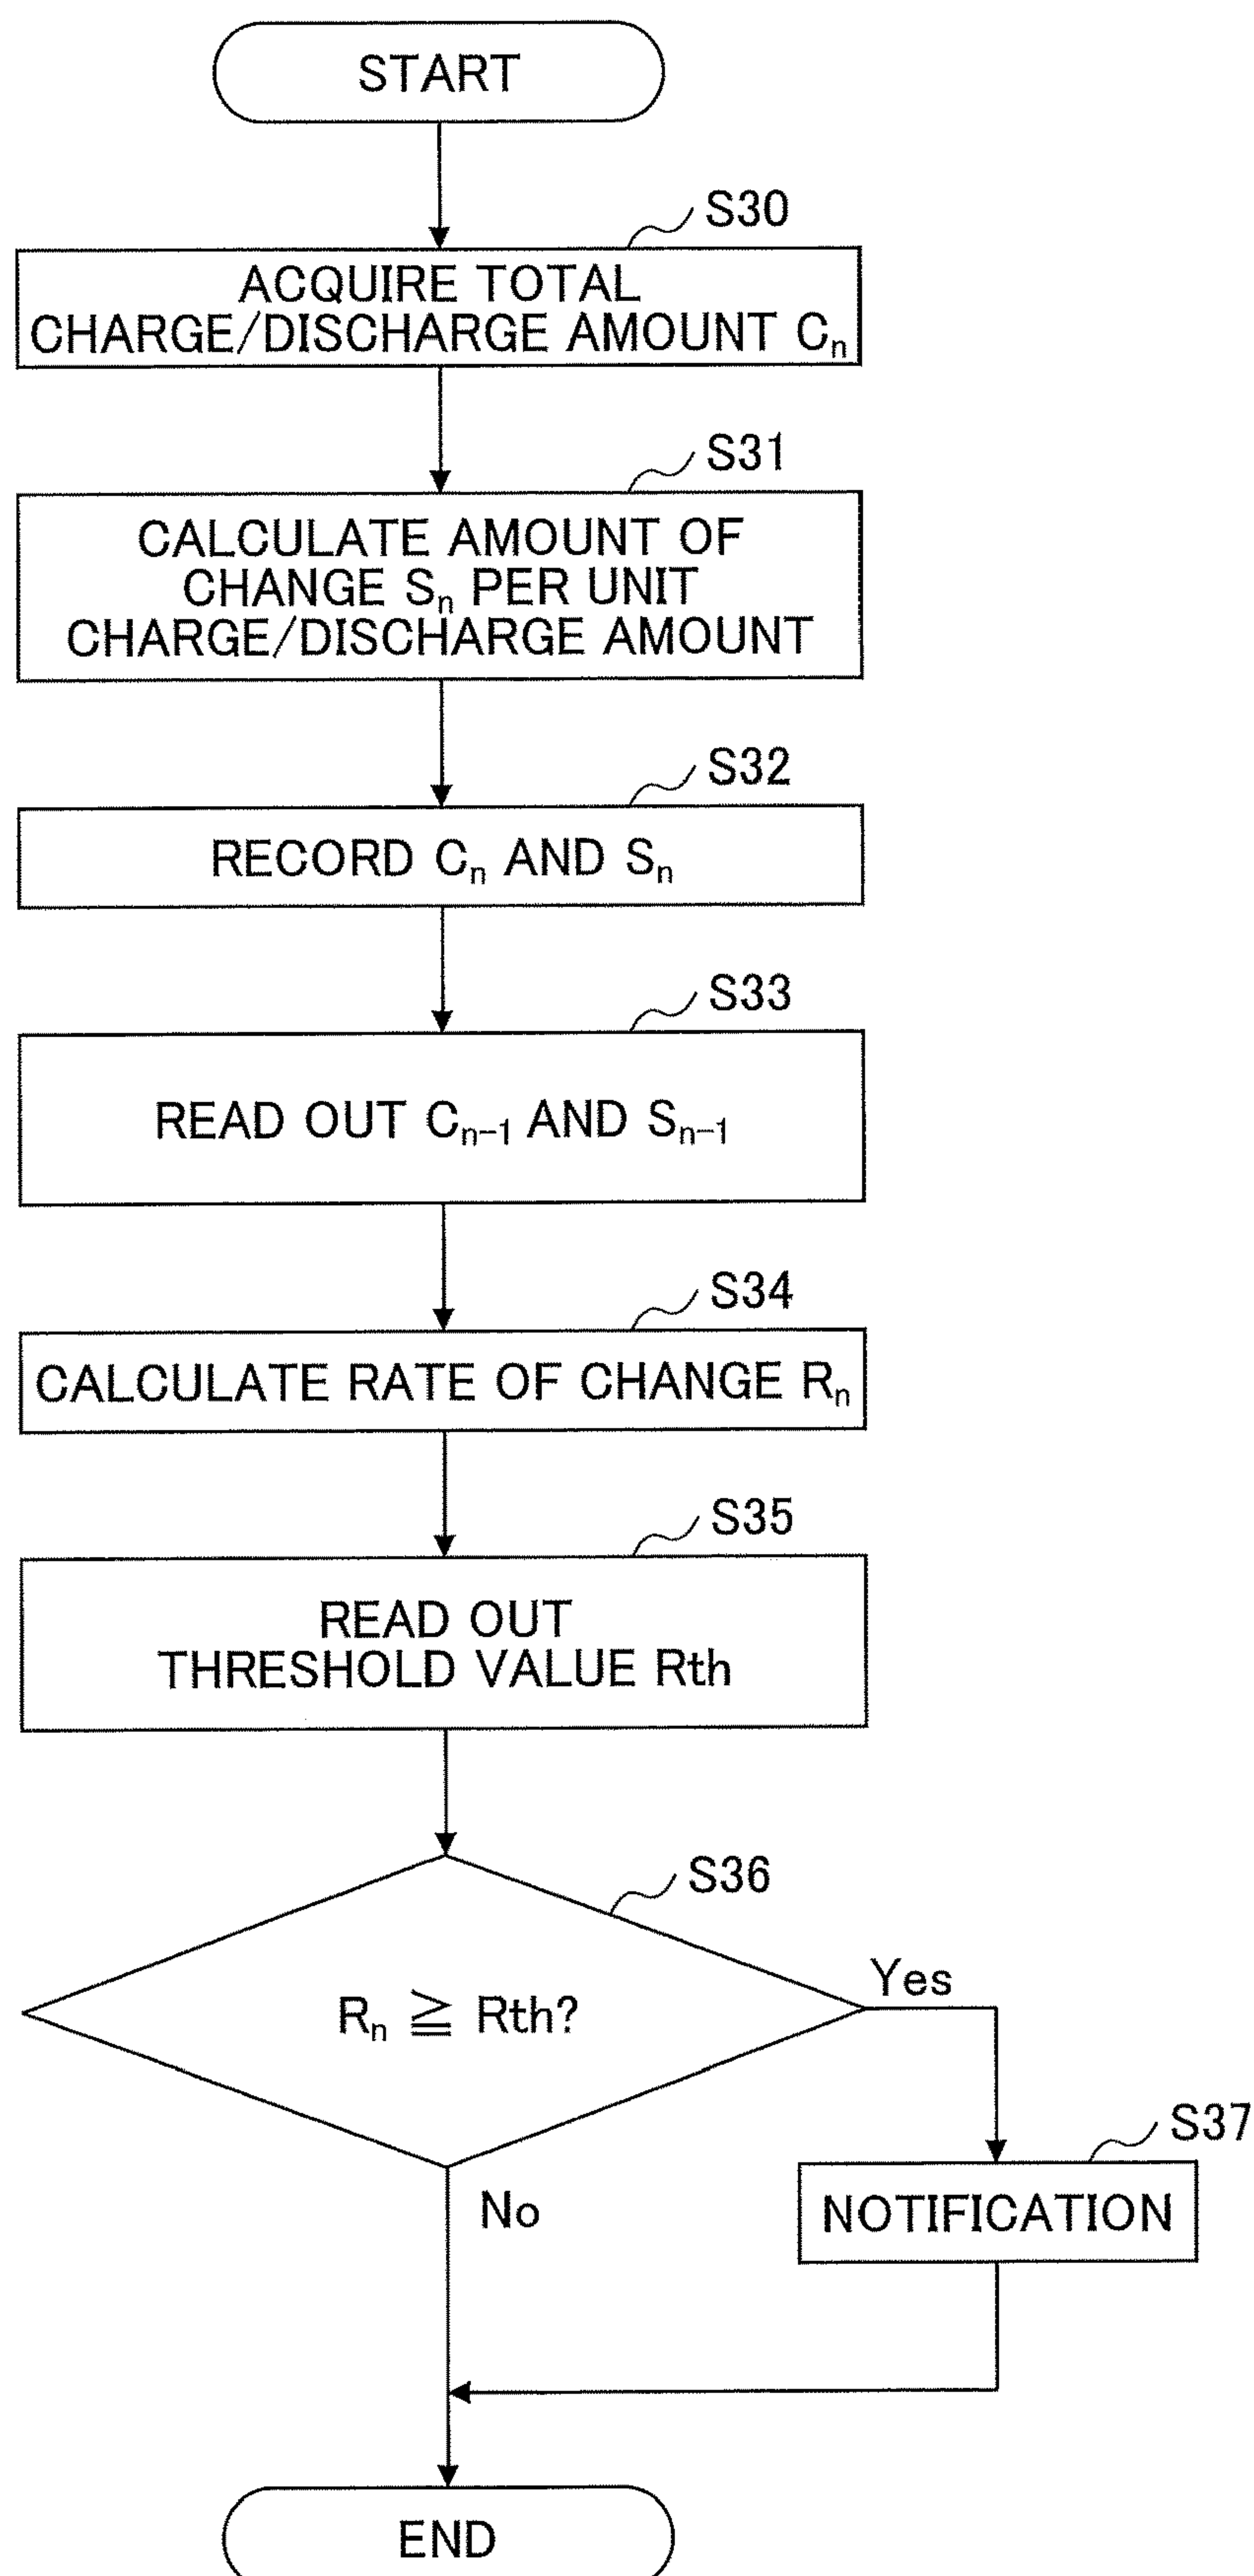 START
S30
ACQUIRE TOTAL
CHARGE/DISCHARGE AMOUNT Cₙ
S31
CALCULATE AMOUNT OF
CHANGE Sₙ PER UNIT
CHARGE/DISCHARGE AMOUNT
S32
RECORD Cₙ AND Sₙ
S33
READ OUT Cₙ₋₁ AND Sₙ₋₁
S34
CALCULATE RATE OF CHANGE Rₙ
S35
READ OUT
THRESHOLD VALUE Rth
S36
Rₙ ≧ Rth?
Yes
S37
NOTIFICATION
No
END